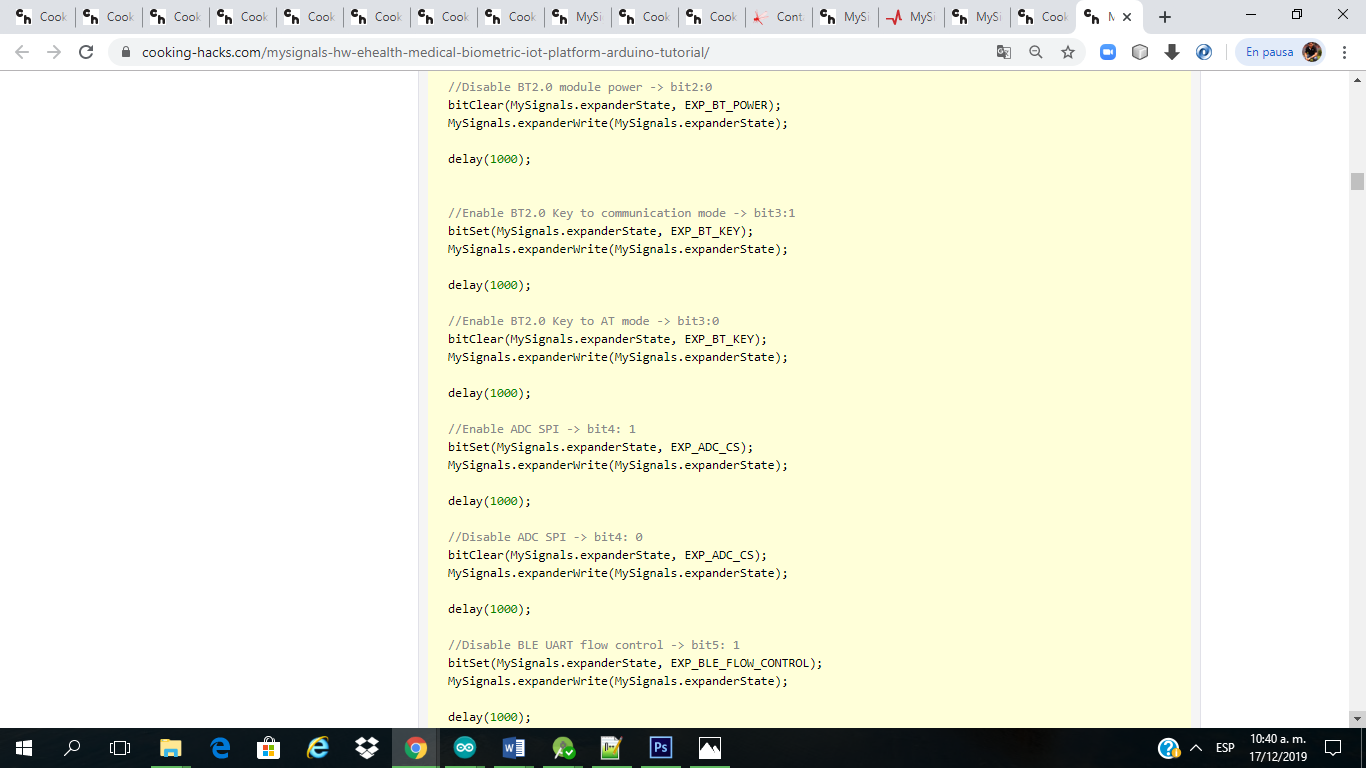 Cook
Cook
Cook
Cook
Cook
Cook
Cook
Cook
MySi
Cook
Cook
Cont
MySi
MySi
MySi
Cook
M
cooking-hacks.com/mysignals-hw-ehealth-medical-biometric-iot-platform-arduino-tutorial/
En pausa
//Disable BT2.0 module power -> bit2:0
bitClear(MySignals.expanderState, EXP_BT_POWER);
MySignals.expanderWrite(MySignals.expanderState);
delay(1000);
//Enable BT2.0 Key to communication mode -> bit3:1
bitSet(MySignals.expanderState, EXP_BT_KEY);
MySignals.expanderWrite(MySignals.expanderState);
delay(1000);
//Enable BT2.0 Key to AT mode -> bit3:0
bitClear(MySignals.expanderState, EXP_BT_KEY);
MySignals.expanderWrite(MySignals.expanderState);
delay(1000);
//Enable ADC SPI -> bit4: 1
bitSet(MySignals.expanderState, EXP_ADC_CS);
MySignals.expanderWrite(MySignals.expanderState);
delay(1000);
//Disable ADC SPI -> bit4: 0
bitClear(MySignals.expanderState, EXP_ADC_CS);
MySignals.expanderWrite(MySignals.expanderState);
delay(1000);
//Disable BLE UART flow control -> bit5: 1
bitSet(MySignals.expanderState, EXP_BLE_FLOW_CONTROL);
MySignals.expanderWrite(MySignals.expanderState);
delay(1000);
ESP
10:40 a. m.
17/12/2019